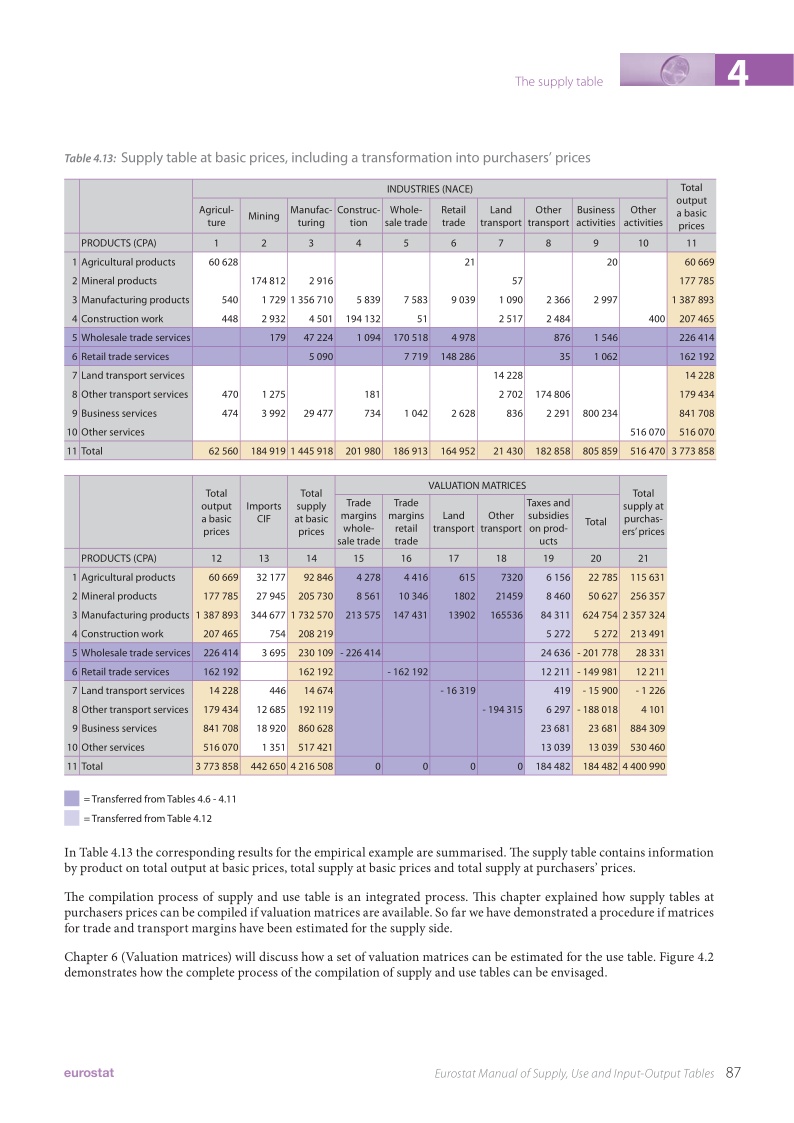 The supply table
4
Table 4.13: Supply table at basic prices, including a transformation into purchasers’ prices
INDUSTRIES (NACE) Total output a basic prices
Agricul-ture Mining Manufac-turing Construc-tion Whole-sale trade Retail trade Land transport Other transport Business activities Other activities
PRODUCTS (CPA) 1 2 3 4 5 6 7 8 9 10 11
1 Agricultural products 60 628 21 20 60 669
2 Mineral products 174 812 2 916 57 177 785
3 Manufacturing products 540 1 729 1 356 710 5 839 7 583 9 039 1 090 2 366 2 997 1 387 893
4 Construction work 448 2 932 4 501 194 132 51 2 517 2 484 400 207 465
5 Wholesale trade services 179 47 224 1 094 170 518 4 978 876 1 546 226 414
6 Retail trade services 5 090 7 719 148 286 35 1 062 162 192
7 Land transport services 14 228 14 228
8 Other transport services 470 1 275 181 2 702 174 806 179 434
9 Business services 474 3 992 29 477 734 1 042 2 628 836 2 291 800 234 841 708
10 Other services 516 070 516 070
11 Total 62 560 184 919 1 445 918 201 980 186 913 164 952 21 430 182 858 805 859 516 470 3 773 858
Total output a basic prices Imports CIF Total supply at basic prices VALUATION MATRICES Total supply at purchas-ers’ prices
Trade margins whole-sale trade Trade margins retail trade Land transport Other transport Taxes and subsidies on prod-ucts Total
PRODUCTS (CPA) 12 13 14 15 16 17 18 19 20 21
1 Agricultural products 60 669 32 177 92 846 4 278 4 416 615 7320 6 156 22 785 115 631
2 Mineral products 177 785 27 945 205 730 8 561 10 346 1802 21459 8 460 50 627 256 357
3 Manufacturing products 1 387 893 344 677 1 732 570 213 575 147 431 13902 165536 84 311 624 754 2 357 324
4 Construction work 207 465 754 208 219 5 272 5 272 213 491
5 Wholesale trade services 226 414 3 695 230 109 - 226 414 24 636 - 201 778 28 331
6 Retail trade services 162 192 162 192 - 162 192 12 211 - 149 981 12 211
7 Land transport services 14 228 446 14 674 - 16 319 419 - 15 900 - 1 226
8 Other transport services 179 434 12 685 192 119 - 194 315 6 297 - 188 018 4 101
9 Business services 841 708 18 920 860 628 23 681 23 681 884 309
10 Other services 516 070 1 351 517 421 13 039 13 039 530 460
11 Total 3 773 858 442 650 4 216 508 0 0 0 0 184 482 184 482 4 400 990
= Transferred from Tables 4.6 - 4.11
= Transferred from Table 4.12
In Table 4.13 the corresponding results for the empirical example are summarised. The supply table contains information
by product on total output at basic prices, total supply at basic prices and total supply at purchasers’ prices.
The compilation process of supply and use table is an integrated process. This chapter explained how supply tables at
purchasers prices can be compiled if valuation matrices are available. So far we have demonstrated a procedure if matrices
for trade and transport margins have been estimated for the supply side.
Chapter 6 (Valuation matrices) will discuss how a set of valuation matrices can be estimated for the use table. Figure 4.2
demonstrates how the complete process of the compilation of supply and use tables can be envisaged.
eurostat
Eurostat Manual of Supply, Use and Input-Output Tables 87